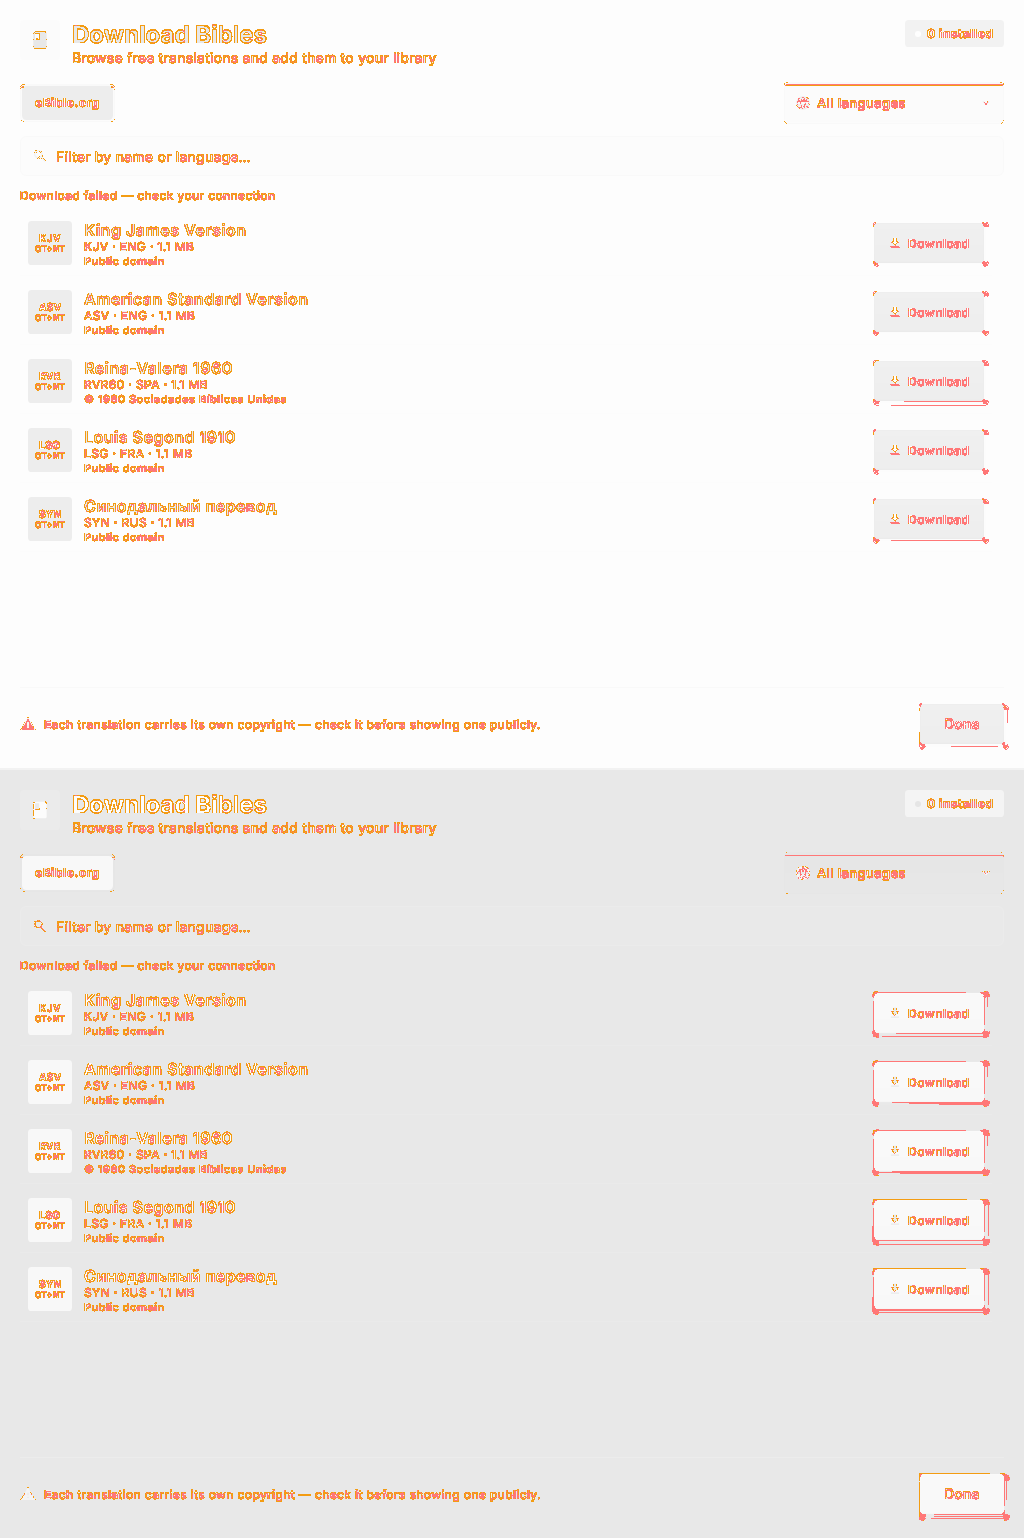 Download Bibles
Browse free translations and add them to your library
0 installed
eBible.org
All languages
Filter by name or language...
Download failed — check your connection
KJV
OT+NT
King James Version
KJV · ENG · 1.1 MB
Public domain
Download
ASV
OT+NT
American Standard Version
ASV · ENG · 1.1 MB
Public domain
Download
RVR
OT+NT
Reina-Valera 1960
RVR60 · SPA · 1.1 MB
© 1960 Sociedades Bíblicas Unidas
Download
LSG
OT+NT
Louis Segond 1910
LSG · FRA · 1.1 MB
Public domain
Download
SYN
OT+NT
Синодальный перевод
SYN · RUS · 1.1 MB
Public domain
Download
Each translation carries its own copyright — check it before showing one publicly.
Done
Download Bibles
Browse free translations and add them to your library
0 installed
eBible.org
All languages
Filter by name or language...
Download failed — check your connection
KJV
OT+NT
King James Version
KJV · ENG · 1.1 MB
Public domain
Download
ASV
OT+NT
American Standard Version
ASV · ENG · 1.1 MB
Public domain
Download
RVR
OT+NT
Reina-Valera 1960
RVR60 · SPA · 1.1 MB
© 1960 Sociedades Bíblicas Unidas
Download
LSG
OT+NT
Louis Segond 1910
LSG · FRA · 1.1 MB
Public domain
Download
SYN
OT+NT
Синодальный перевод
SYN · RUS · 1.1 MB
Public domain
Download
Each translation carries its own copyright — check it before showing one publicly.
Done